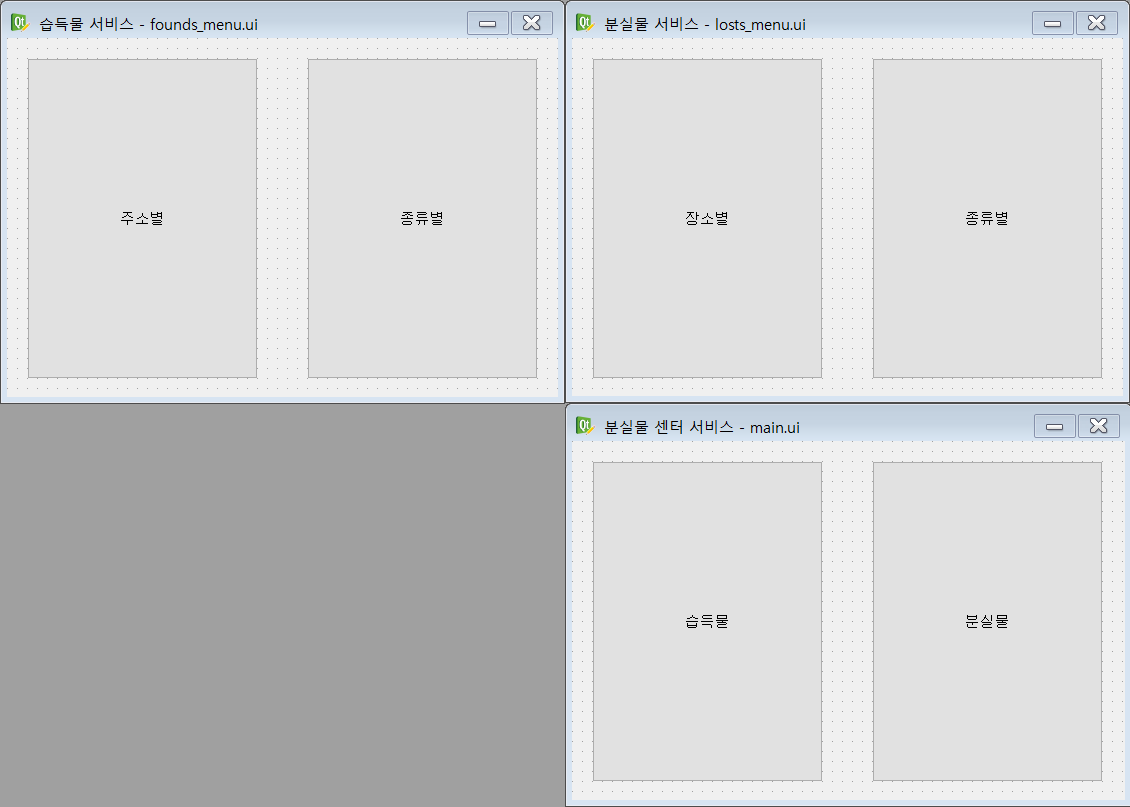 습득물 서비스 - founds_menu.ui
주소별
종류별
분실물 서비스 - losts_menu.ui
장소별
종류별
분실물 센터 서비스 - main.ui
습득물
분실물